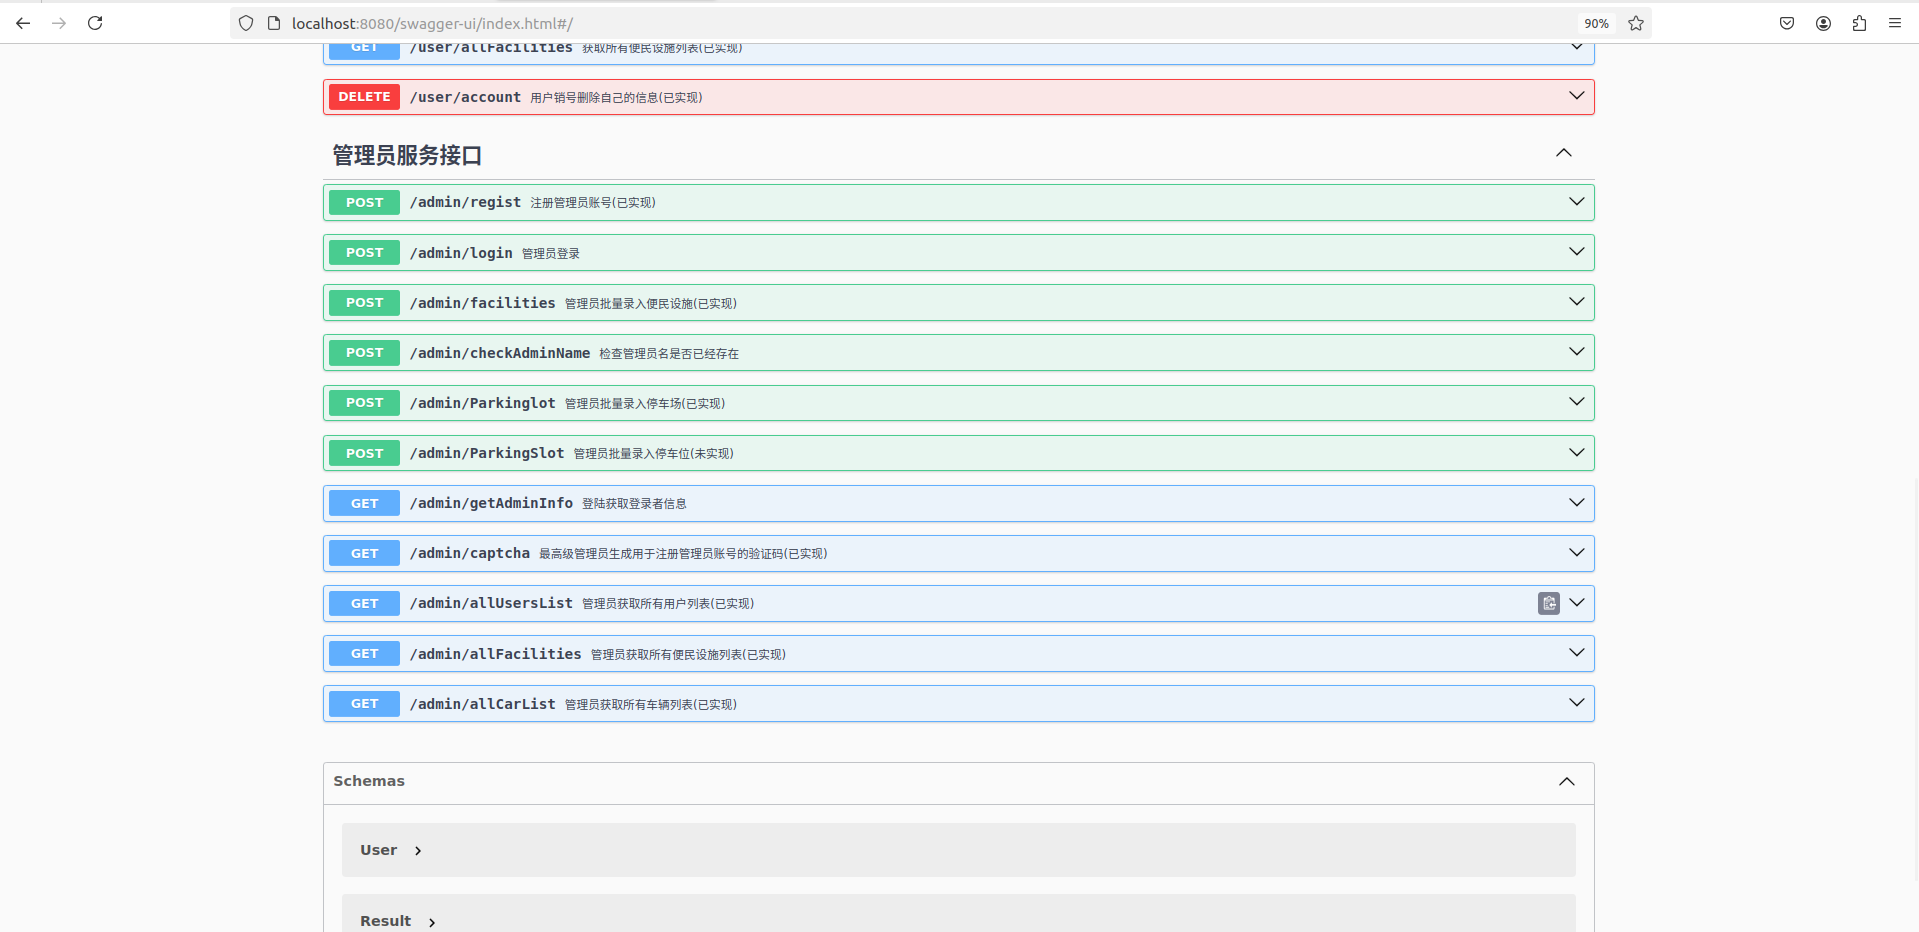 localhost:8080/swagger-ui/index.html#/ 90%
GET /user/allFacilities 获取所有便民设施列表(已实现)
DELETE /user/account 用户销号删除自己的信息(已实现)
管理员服务接口
POST /admin/regist 注册管理员账号(已实现)
POST /admin/login 管理员登录
POST /admin/facilities 管理员批量录入便民设施(已实现)
POST /admin/checkAdminName 检查管理员名是否已经存在
POST /admin/Parkinglot 管理员批量录入停车场(已实现)
POST /admin/ParkingSlot 管理员批量录入停车位(未实现)
GET /admin/getAdminInfo 登陆获取登录者信息
GET /admin/captcha 最高级管理员生成用于注册管理员账号的验证码(已实现)
GET /admin/allUsersList 管理员获取所有用户列表(已实现)
GET /admin/allFacilities 管理员获取所有便民设施列表(已实现)
GET /admin/allCarList 管理员获取所有车辆列表(已实现)
Schemas
User
Result